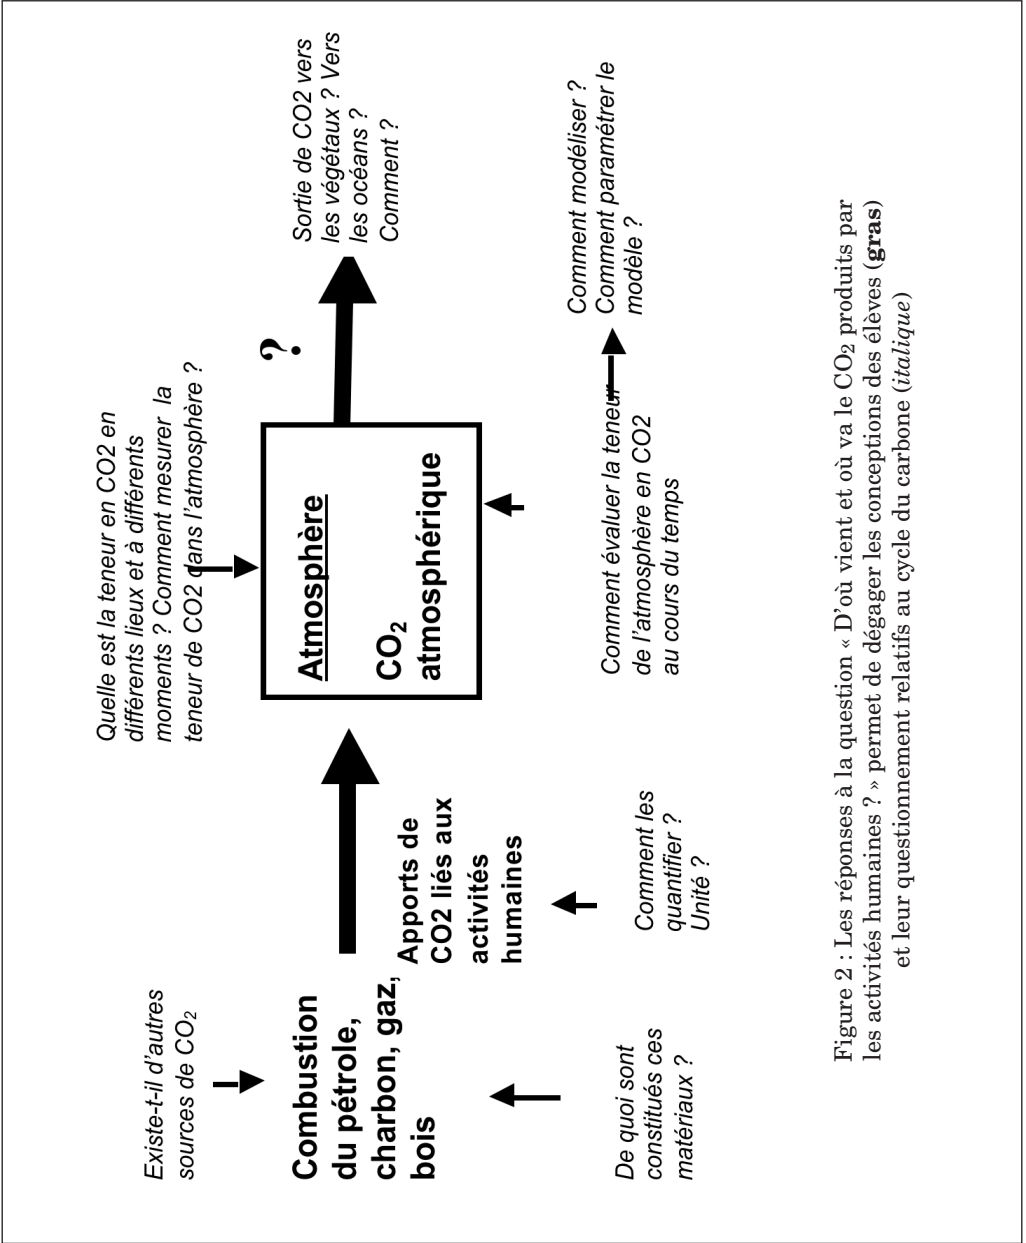 Existe-t-il d'autres
sources de CO₂
Quelle est la teneur en CO2 en
différents lieux et à différents
moments ? Comment mesurer la
teneur de CO2 dans l'atmosphère ?
Sortie de CO2 vers
les végétaux ? Vers
les océans ?
Comment ?
Combustion
du pétrole,
charbon, gaz,
bois
Apports de
CO2 liés aux
activités
humaines
Atmosphère
CO₂
atmosphérique
?
De quoi sont
constitués ces
matériaux ?
Comment les
quantifier ?
Unité ?
Comment évaluer la teneur
de l'atmosphère en CO2
au cours du temps
Comment modéliser ?
Comment paramétrer le
modèle ?
Figure 2 : Les réponses à la question « D'où vient et où va le CO₂ produits par
les activités humaines ? » permet de dégager les conceptions des élèves (gras)
et leur questionnement relatifs au cycle du carbone (italique)